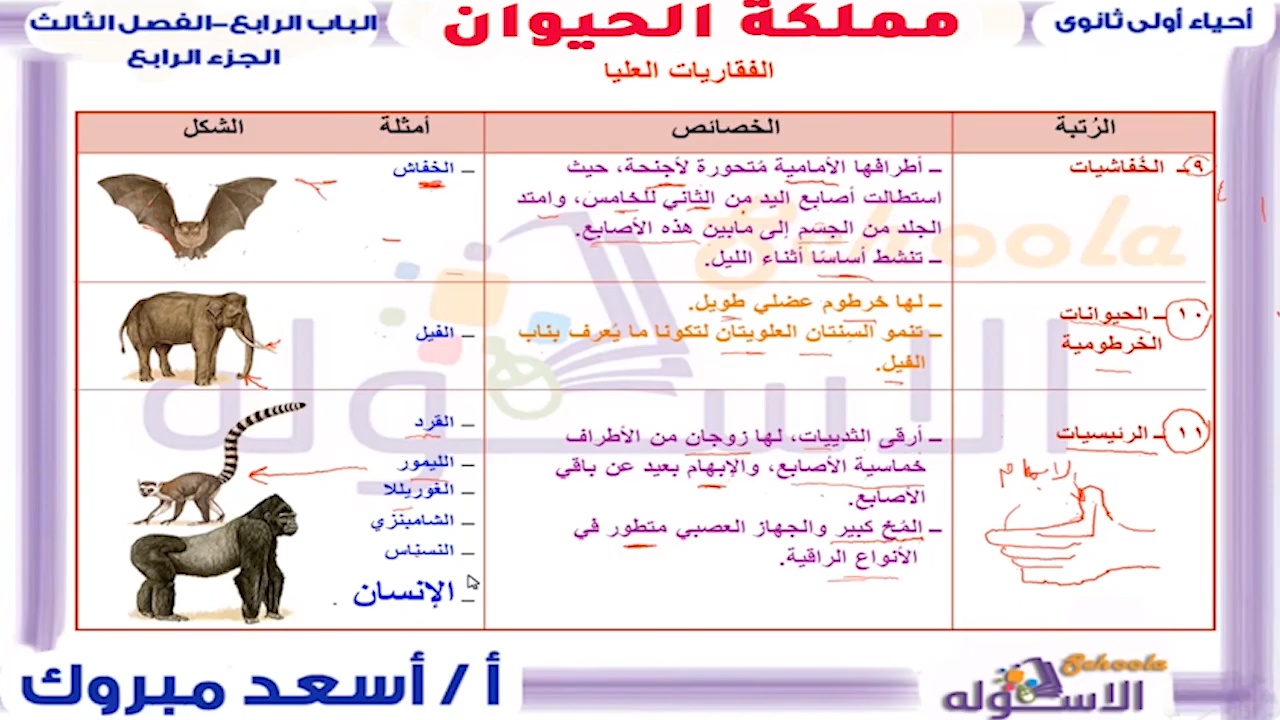 أحياء أولى ثانوى
مملكة الحيوان
الباب الرابع-الفصل الثالث
الجزء الرابع
الفقاريات العليا
الرُتبة
الخصائص
أمثلة
الشكل
٩ ـ الخُفاشيات
ـ أطرافها الأمامية مُتحورة لأجنحة، حيث
استطالت أصابع اليد من الثاني للخامس، وامتد
الجلد من الجسم إلى مابين هذه الأصابع.
ـ تنشط أساسًا أثناء الليل.
ـ الخفاش
١٠ ـ الحيوانات
الخرطومية
ـ لها خرطوم عضلي طويل.
ـ تنمو السِنتان العلويتان لتكونا ما يُعرف بناب
الفيل.
ـ الفيل
١١ ـ الرئيسيات
الابهام
ـ أرقى الثدييات، لها زوجان من الأطراف
خماسية الأصابع، والإبهام بعيد عن باقي
الأصابع.
ـ المُخ كبير والجهاز العصبي متطور في
الأنواع الراقية.
ـ القرد
ـ الليمور
ـ الغوريللا
ـ الشامبنزي
ـ النسناس
ـ الإنسان
Schoola
الاسكوله
أ / أسعد مبروك
Schoola
الاسكوله